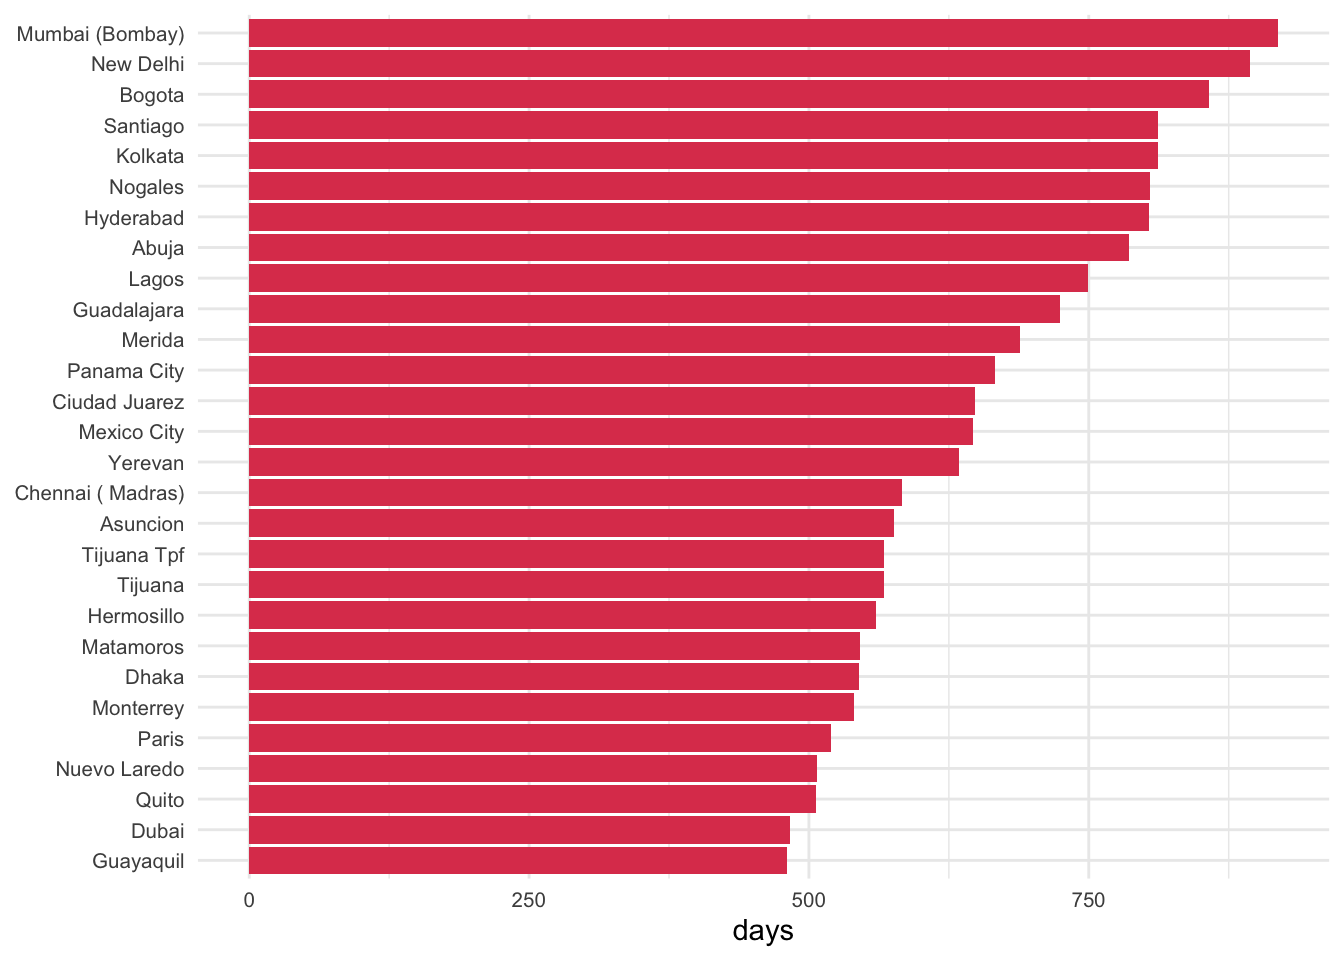 Mumbai (Bombay)
New Delhi
Bogota
Santiago
Kolkata
Nogales
Hyderabad
Abuja
Lagos
Guadalajara
Merida
Panama City
Ciudad Juarez
Mexico City
Yerevan
Chennai ( Madras)
Asuncion
Tijuana Tpf
Tijuana
Hermosillo
Matamoros
Dhaka
Monterrey
Paris
Nuevo Laredo
Quito
Dubai
Guayaquil
0 250 500 750
days